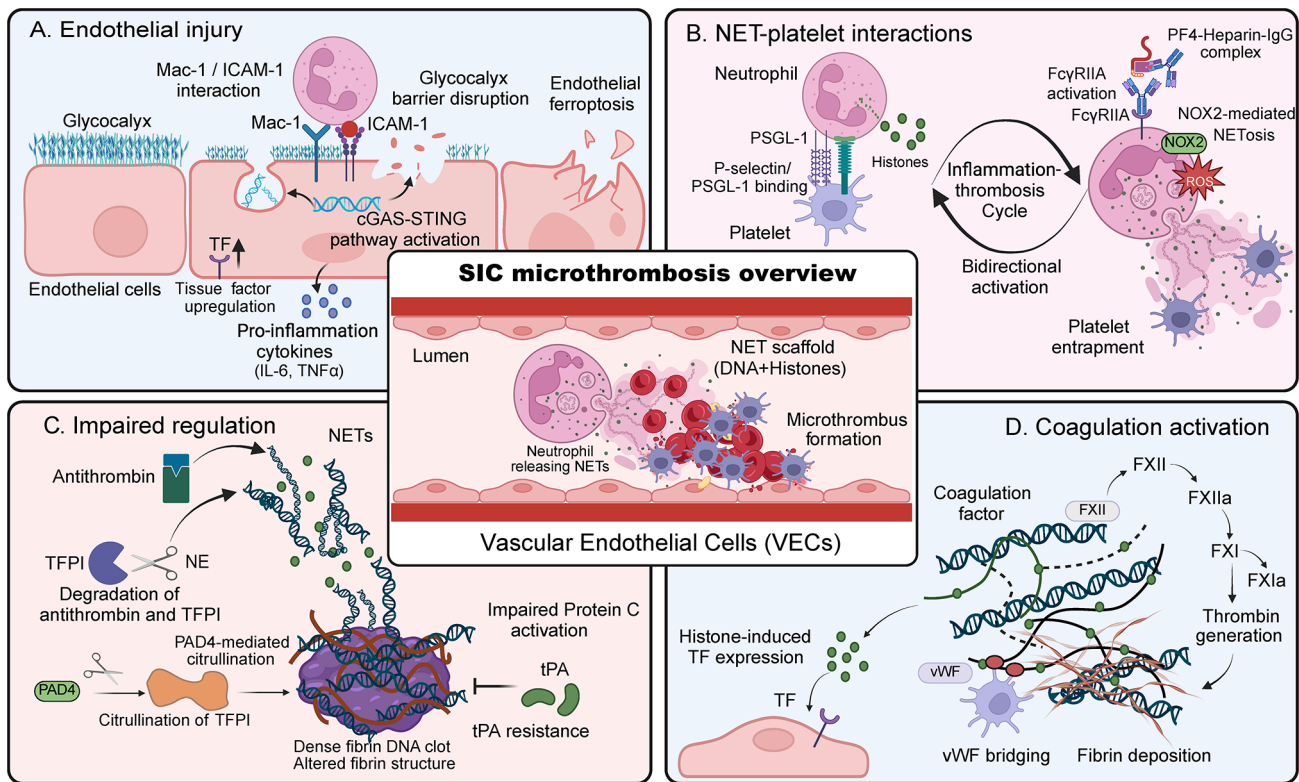 A. Endothelial injury
Mac-1 / ICAM-1
interaction
Glycocalyx
barrier disruption
Endothelial
ferroptosis
Glycocalyx
Mac-1
ICAM-1
cGAS-STING
pathway activation
TF
Endothelial cells
Tissue factor
upregulation
Pro-inflammation
cytokines
(IL-6, TNFα)
B. NET-platelet interactions
Neutrophil
PSGL-1
Histones
P-selectin/
PSGL-1 binding
Platelet
Inflammation-
thrombosis
Cycle
Bidirectional
activation
PF4-Heparin-IgG
complex
FcγRIIA
activation
FcγRIIA
NOX2-mediated
NETosis
NOX2
ROS
Platelet
entrapment
SIC microthrombosis overview
Lumen
NET scaffold
(DNA+Histones)
Microthrombus
formation
Neutrophil
releasing NETs
Vascular Endothelial Cells (VECs)
C. Impaired regulation
NETs
Antithrombin
TFPI
NE
Degradation of
antithrombin and TFPI
PAD4-mediated
citrullination
PAD4
Citrullination of TFPI
Impaired Protein C
activation
tPA
tPA resistance
Dense fibrin DNA clot
Altered fibrin structure
D. Coagulation activation
Coagulation
factor
FXII
FXII
FXIIa
FXI
FXIa
Thrombin
generation
Histone-induced
TF expression
TF
vWF
vWF bridging
Fibrin deposition